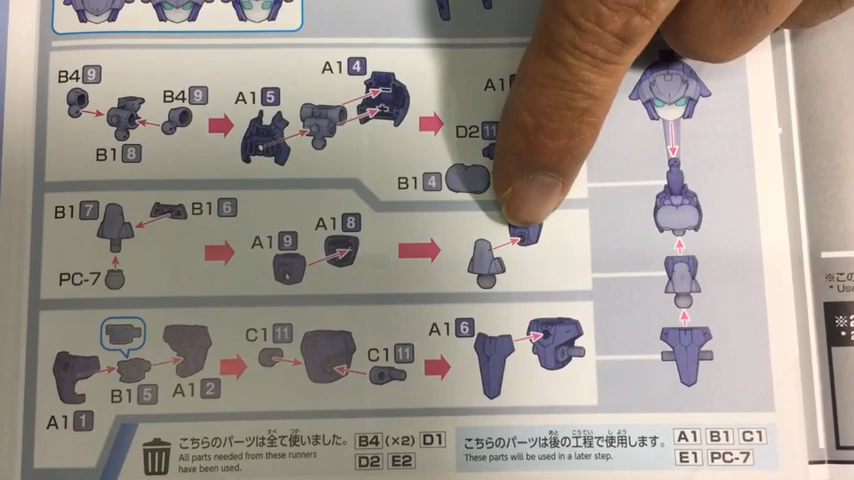 B4 9
B4 9
B1 8
A1 5
A1 4
A1
D2 11
B1 4
B1 7
B1 6
PC-7
A1 9
A1 8
A1 1
B1 5
A1 2
C1 11
C1 11
A1 6
こちらのパーツは全て使いました。 B4 (×2) D1
All parts needed from these runners
have been used.
D2 E2
こちらのパーツは後の工程で使用します。
These parts will be used in a later step.
A1 B1 C1
E1 PC-7
※この
* Use